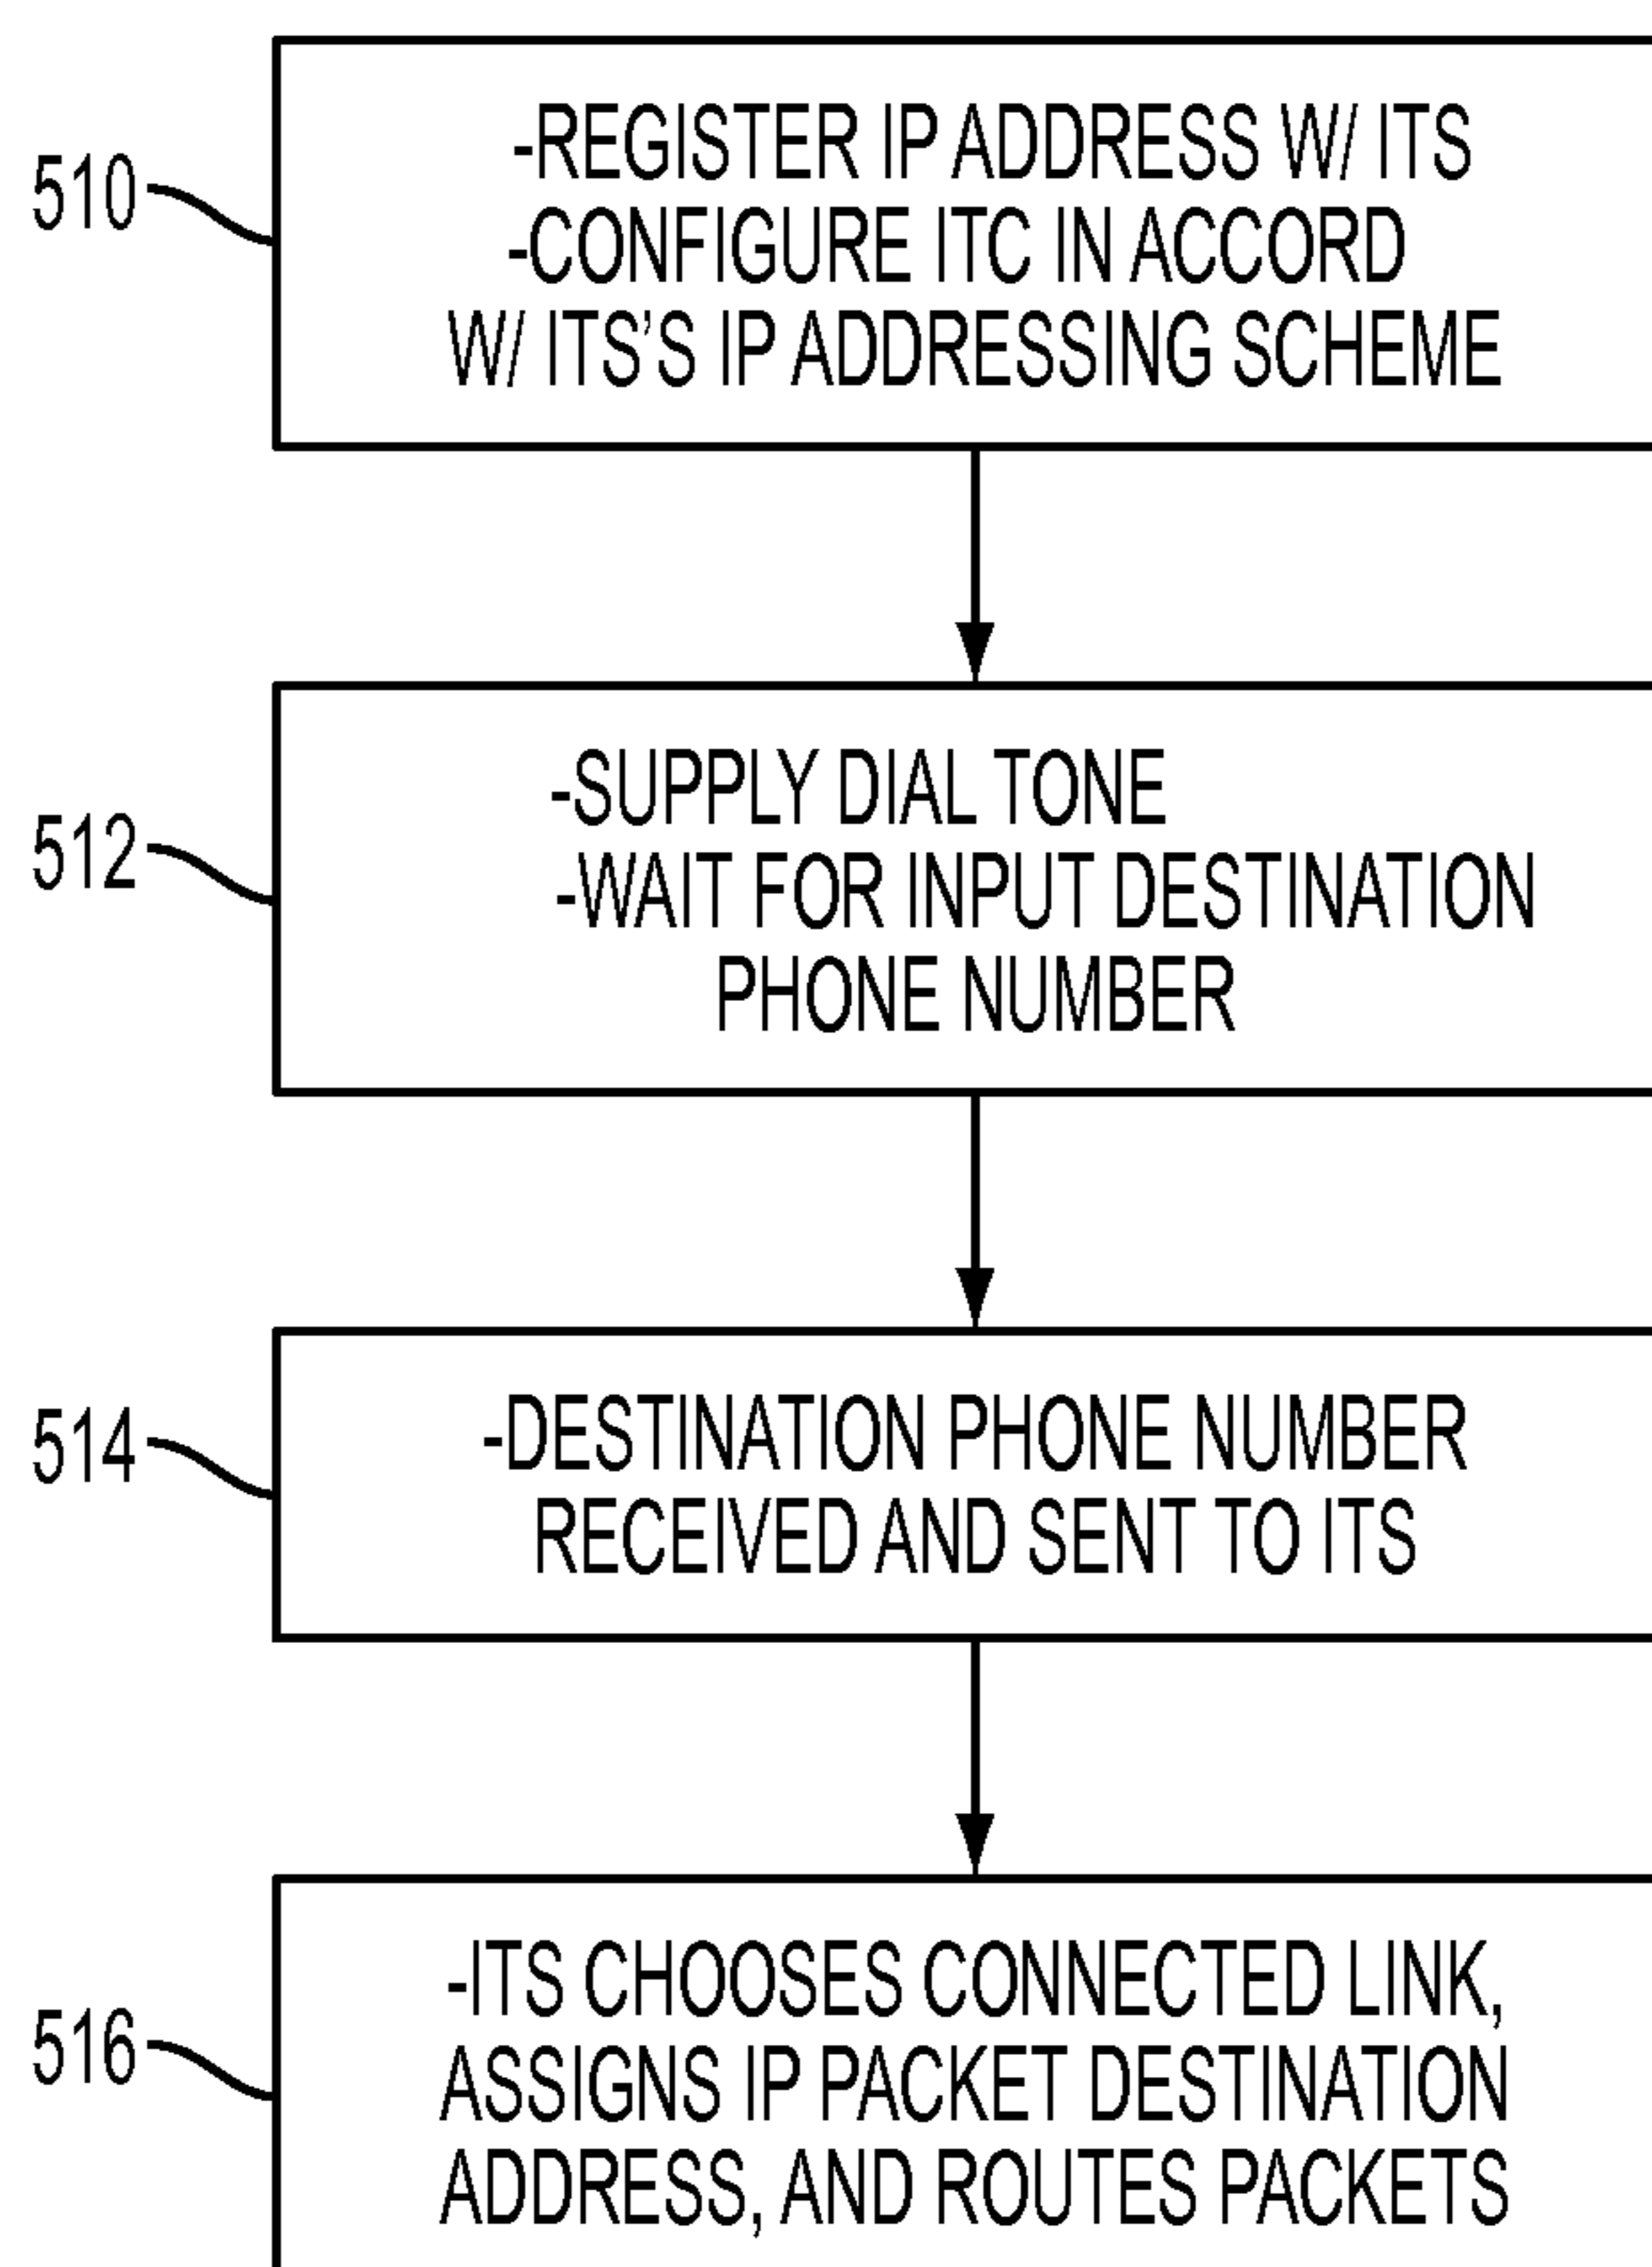 510
-REGISTER IP ADDRESS W/ ITS
-CONFIGURE ITC IN ACCORD
W/ ITS'S IP ADDRESSING SCHEME
512
-SUPPLY DIAL TONE
-WAIT FOR INPUT DESTINATION
PHONE NUMBER
514
-DESTINATION PHONE NUMBER
RECEIVED AND SENT TO ITS
516
-ITS CHOOSES CONNECTED LINK,
ASSIGNS IP PACKET DESTINATION
ADDRESS, AND ROUTES PACKETS